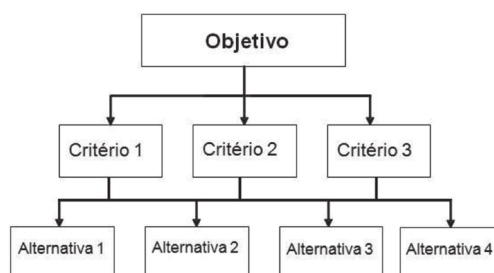 Objetivo
Critério 1
Critério 2
Critério 3
Alternativa 1
Alternativa 2
Alternativa 3
Alternativa 4